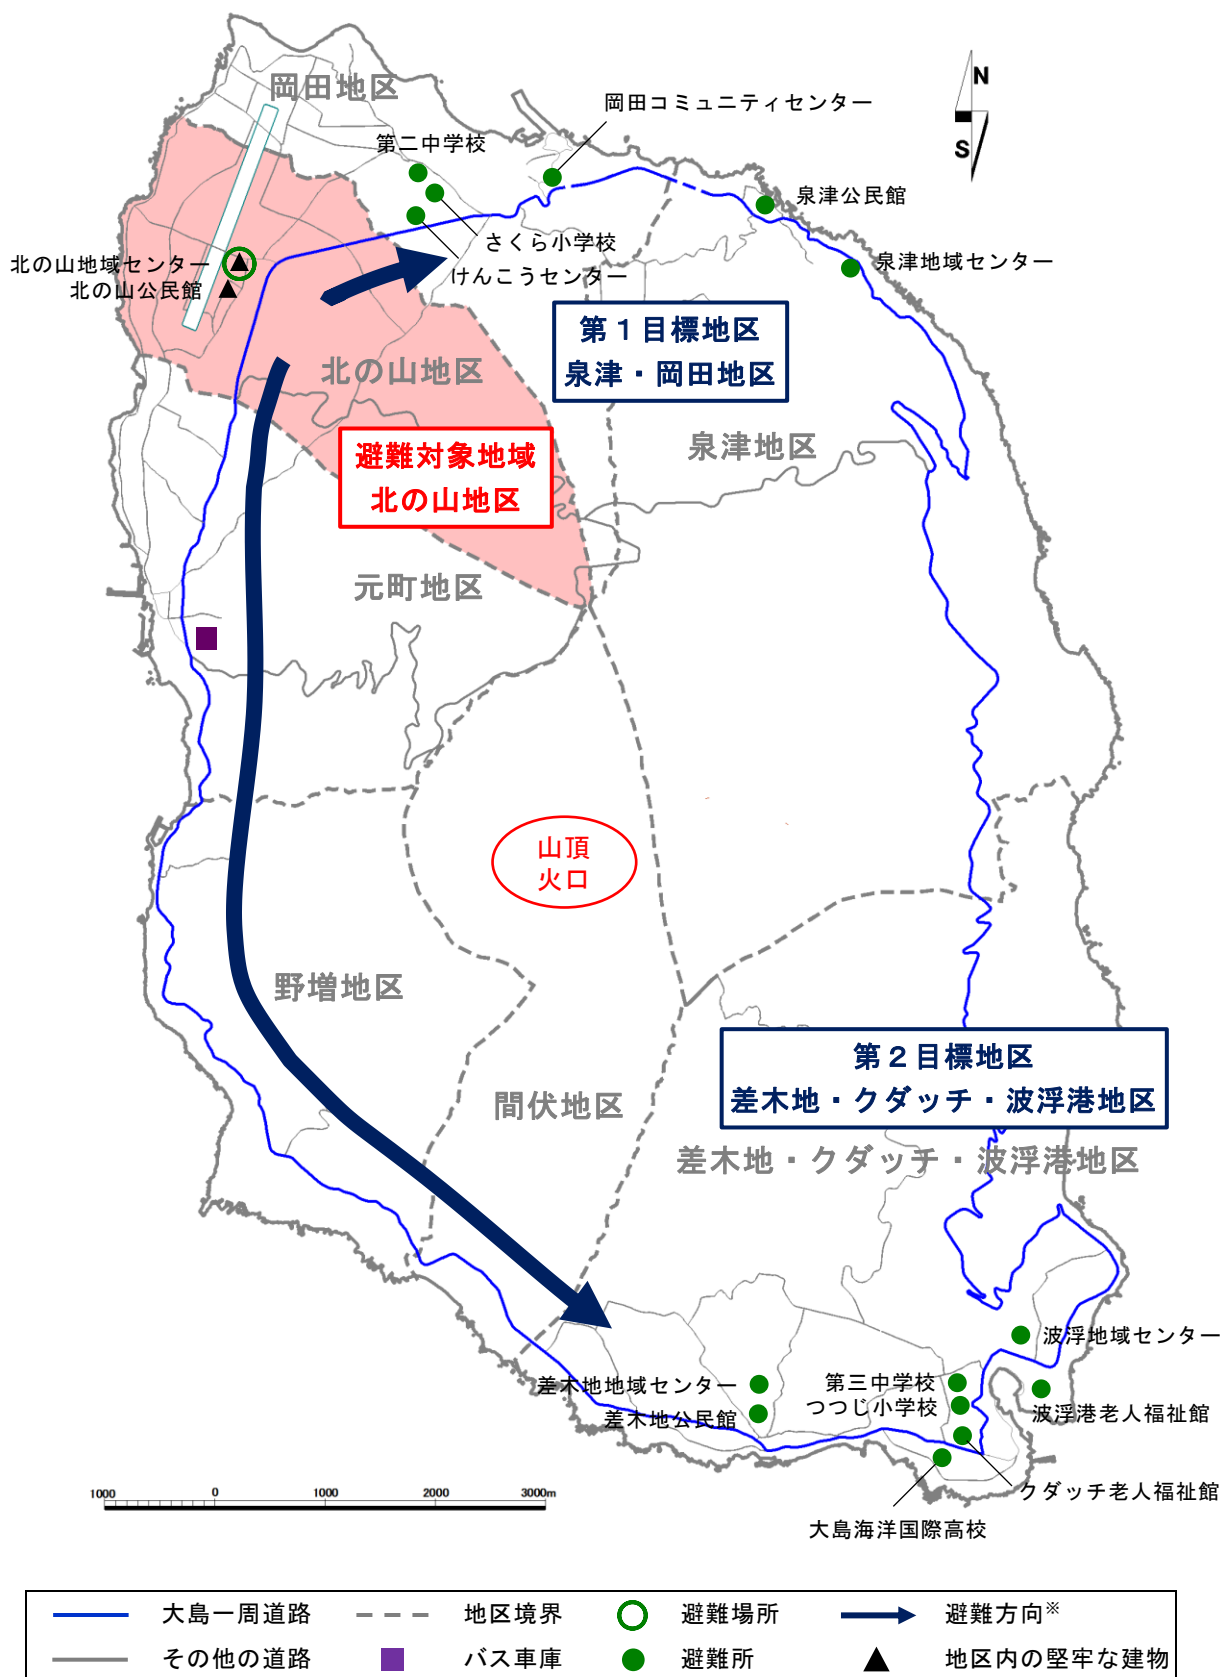 岡田地区
岡田コミュニティセンター
N
S
第二中学校
泉津公民館
さくら小学校
泉津地域センター
けんこうセンター
北の山地域センター
北の山公民館
第１目標地区
泉津・岡田地区
北の山地区
避難対象地域
北の山地区
泉津地区
元町地区
山頂
火口
野増地区
間伏地区
第２目標地区
差木地・クダッチ・波浮港地区
差木地・クダッチ・波浮港地区
波浮地域センター
差木地地域センター
差木地公民館
第三中学校
つつじ小学校
波浮港老人福祉館
クダッチ老人福祉館
大島海洋国際高校
1000 0 1000 2000 3000m
大島一周道路 地区境界 避難場所 避難方向※
その他の道路 バス車庫 避難所 地区内の堅牢な建物